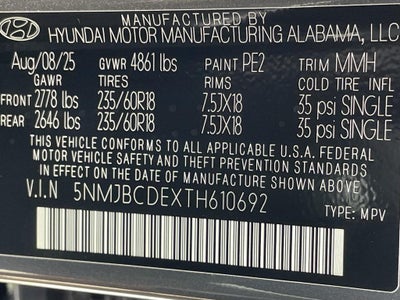 MANUFACTURED BY
HYUNDAI MOTOR MANUFACTURING ALABAMA, LLC
Aug/08/25 GVWR 4861 lbs PAINT PE2 TRIM MMH
GAWR TIRES RIMS COLD TIRE INFL
FRONT 2778 lbs 235/60R18 7.5JX18 35 psi SINGLE
REAR 2646 lbs 235/60R18 7.5JX18 35 psi SINGLE
THIS VEHICLE CONFORMS TO ALL APPLICABLE U.S.A. FEDERAL
MOTOR VEHICLE SAFETY AND THEFT PREVENTION STANDARDS
IN EFFECT ON THE DATE OF MANUFACTURE SHOWN ABOVE
V.I.N 5NMJBCDEXTH610692
TYPE: MPV